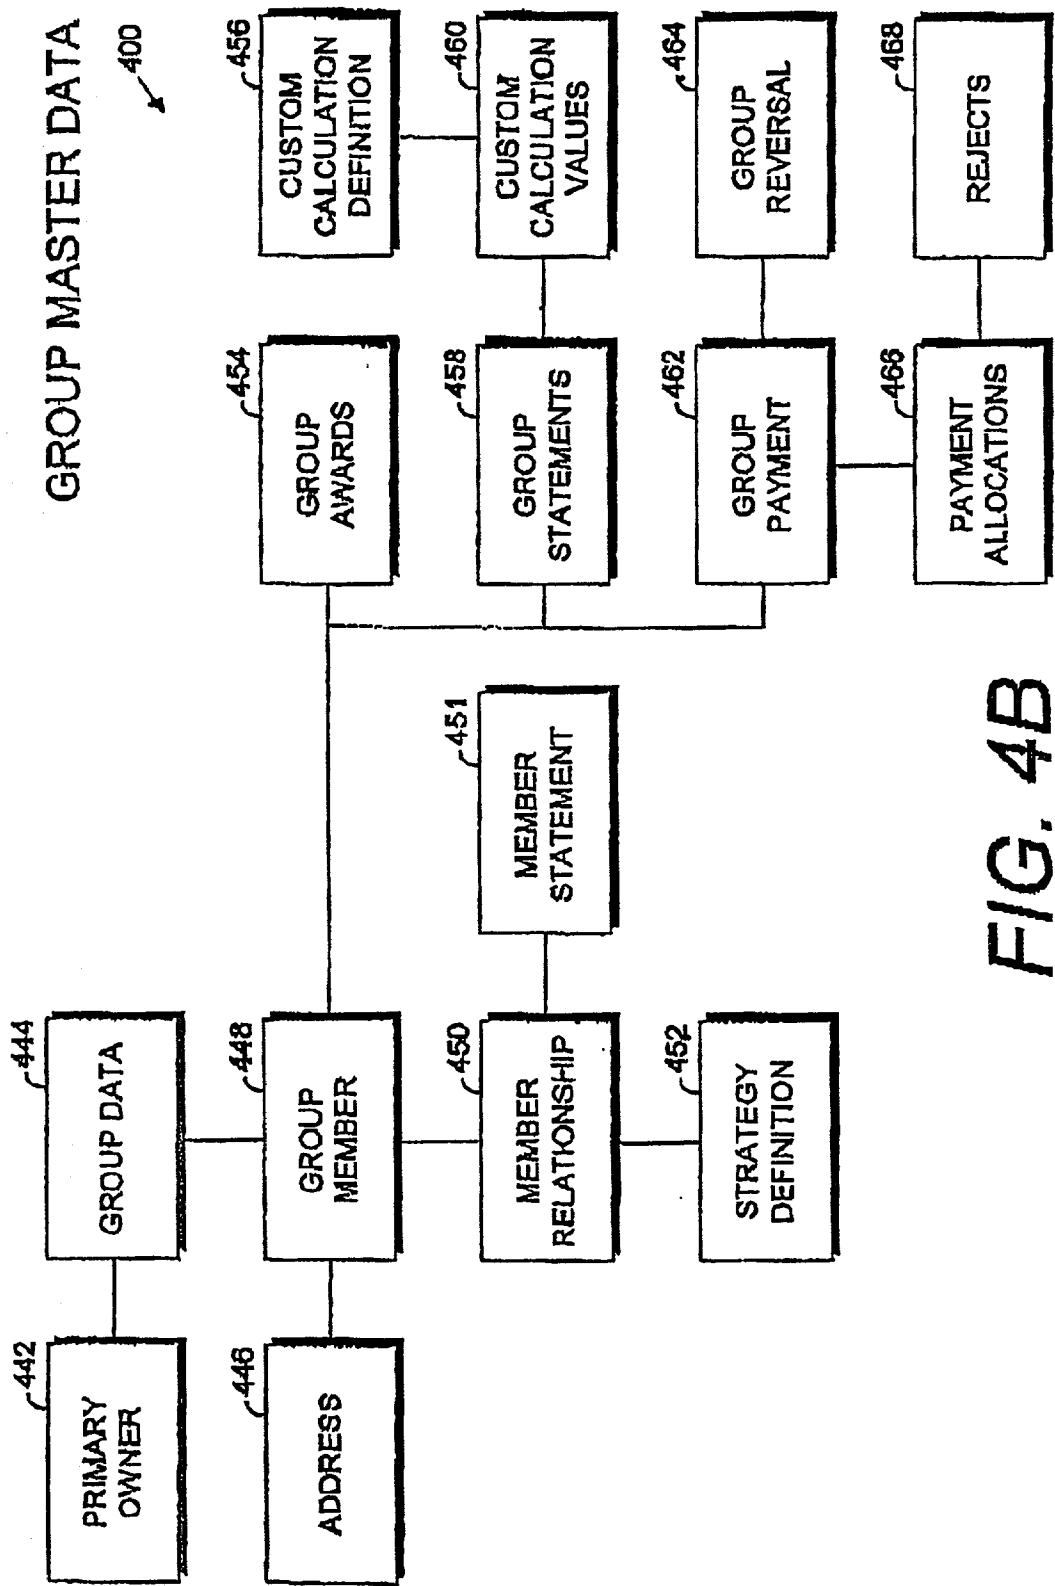 GROUP MASTER DATA
400
442
PRIMARY
OWNER
444
GROUP DATA
446
ADDRESS
448
GROUP
MEMBER
450
MEMBER
RELATIONSHIP
451
MEMBER
STATEMENT
452
STRATEGY
DEFINITION
454
GROUP
AWARDS
456
CUSTOM
CALCULATION
DEFINITION
458
GROUP
STATEMENTS
460
CUSTOM
CALCULATION
VALUES
462
GROUP
PAYMENT
464
GROUP
REVERSAL
466
PAYMENT
ALLOCATIONS
468
REJECTS
FIG. 4B